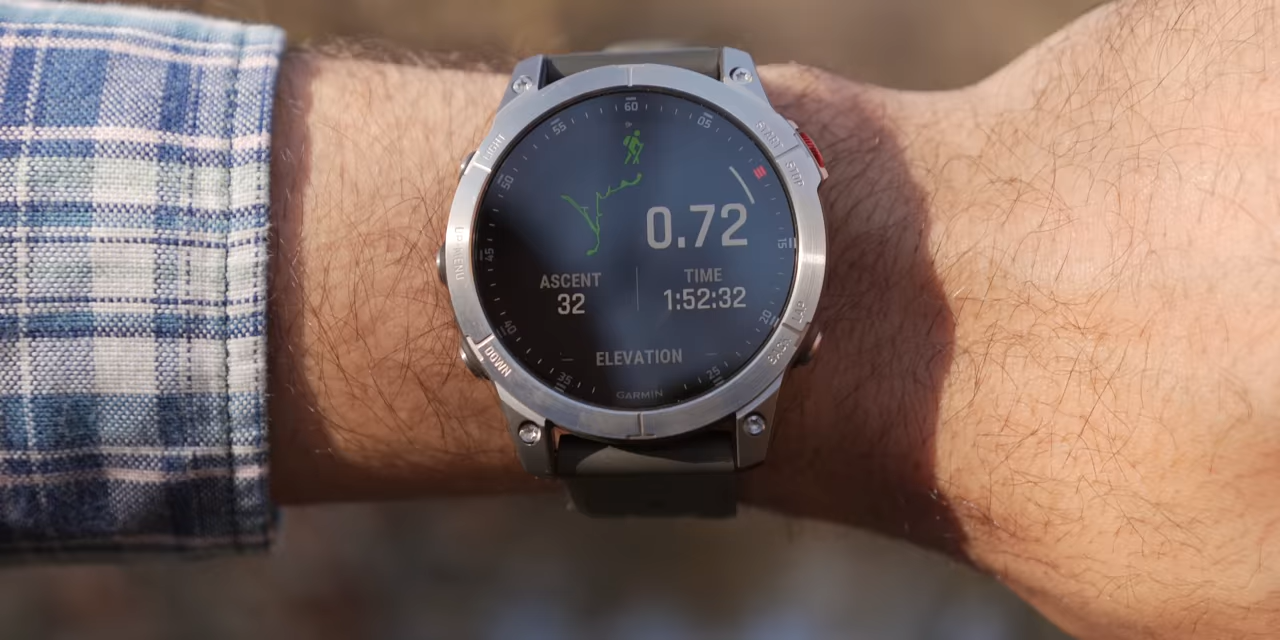 60
55
05
LIGHT
START STOP
50
0.72
UP·MENU
45
15
ASCENT
TIME
32
1:52:32
40
20
BACK LAP
DOWN
ELEVATION
35
25
GARMIN